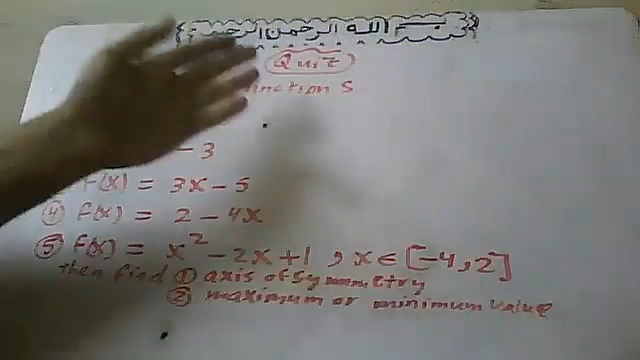 بسم الله الرحمن الرحيم
Quiz
- 3
f(x) = 3x - 5
④ f(x) = 2 - 4x
⑤ f(x) = x² - 2x + 1 , x ∈ [-4, 2]
Then find ① axis of symmetry
② maximum or minimum value